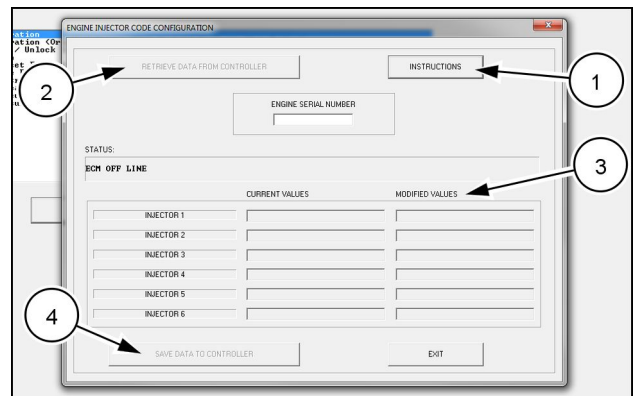 ENGINE INJECTOR CODE CONFIGURATION
RETRIEVE DATA FROM CONTROLLER
INSTRUCTIONS
1
2
ENGINE SERIAL NUMBER
STATUS:
ECM OFF LINE
3
CURRENT VALUES
MODIFIED VALUES
INJECTOR 1
INJECTOR 2
INJECTOR 3
INJECTOR 4
INJECTOR 5
INJECTOR 6
4
SAVE DATA TO CONTROLLER
EXIT